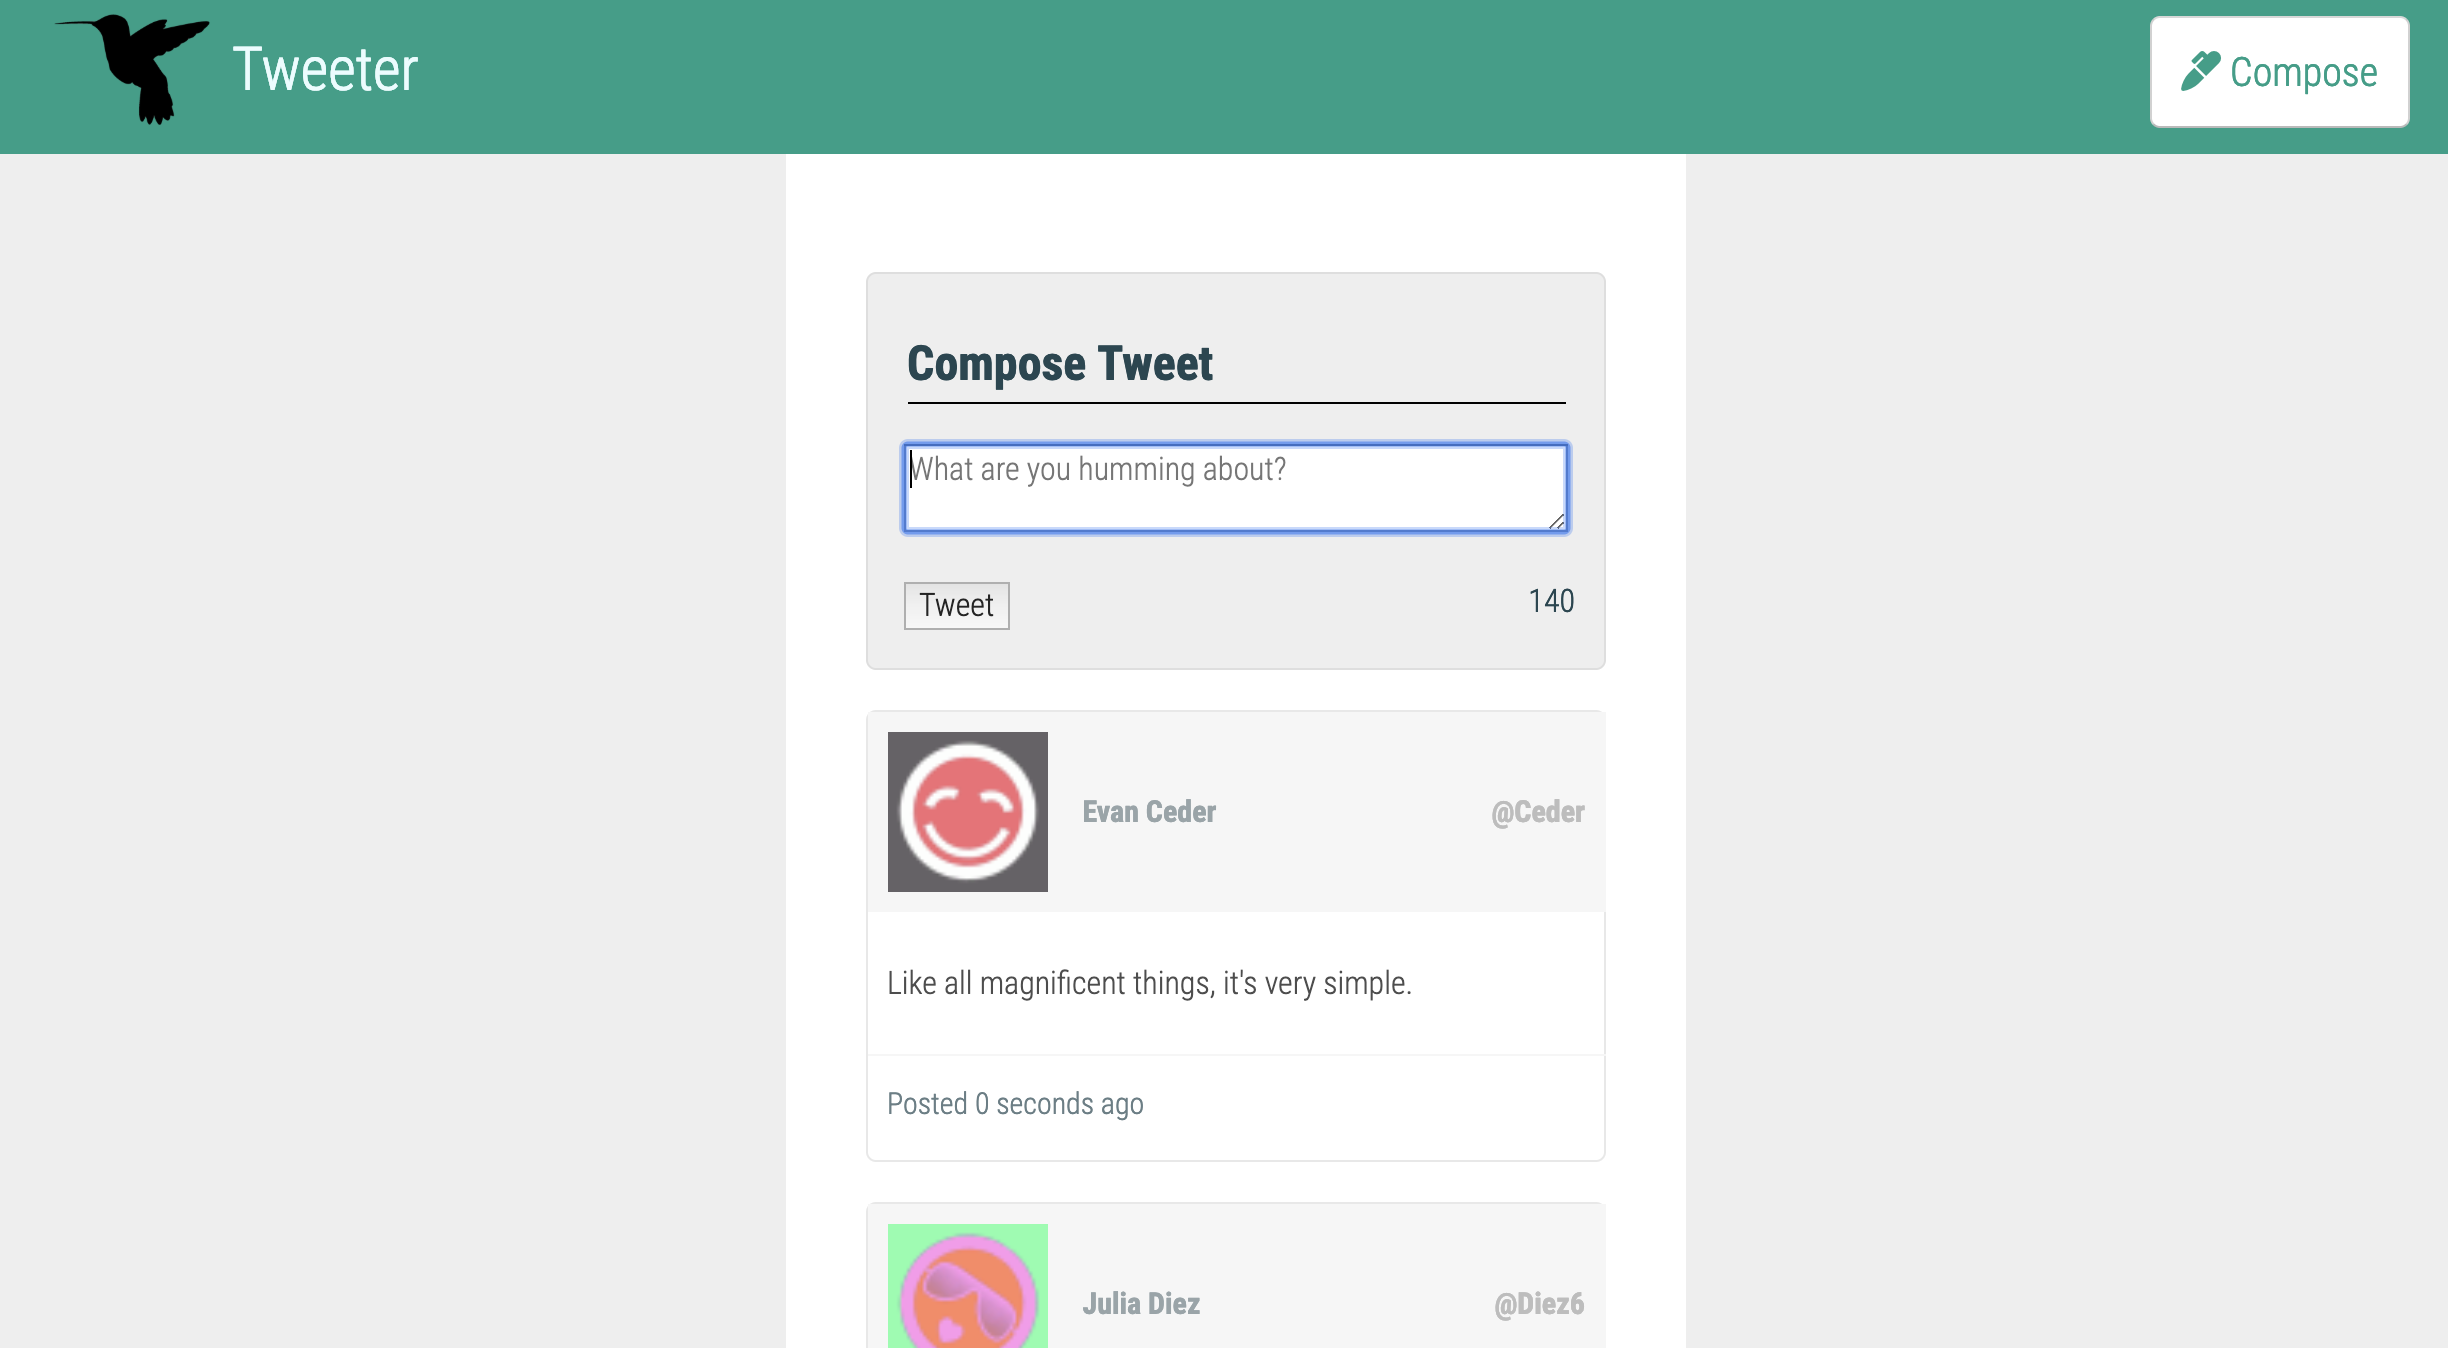 Tweeter
Compose
Compose Tweet
What are you humming about?
Tweet
140
Evan Ceder
@Ceder
Like all magnificent things, it's very simple.
Posted 0 seconds ago
Julia Diez
@Diez6